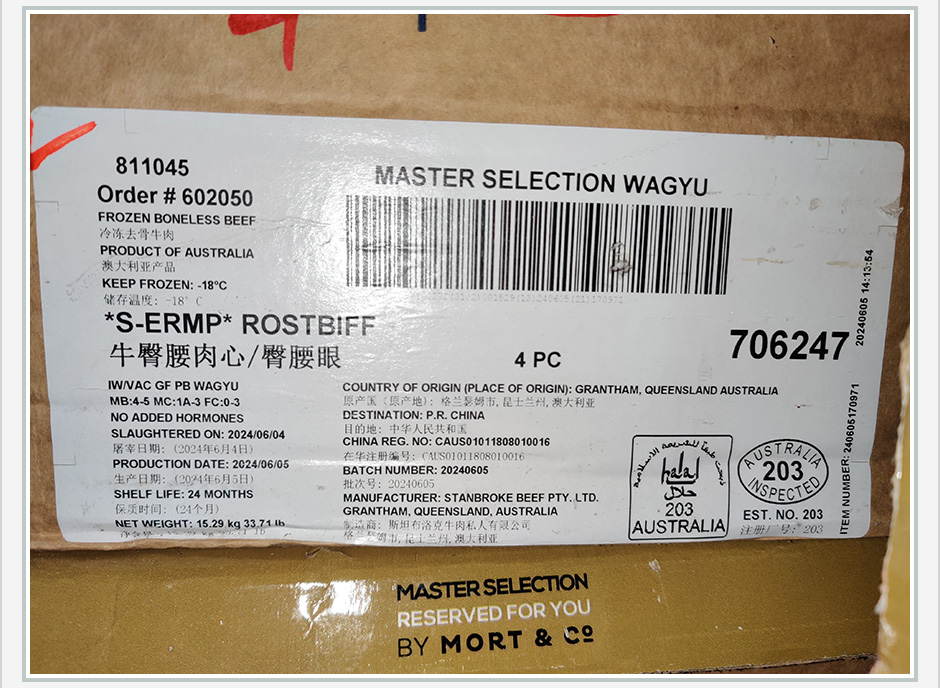 811045
Order # 602050
FROZEN BONELESS BEEF
冷冻去骨牛肉
PRODUCT OF AUSTRALIA
澳大利亚产品
KEEP FROZEN: -18°C
储存温度: -18° C
MASTER SELECTION WAGYU
*S-ERMP* ROSTBIFF
牛臀腰肉心/臀腰眼
4 PC
706247
20240605 14:13:54
IW/VAC GF PB WAGYU
MB:4-5 MC:1A-3 FC:0-3
NO ADDED HORMONES
SLAUGHTERED ON: 2024/06/04
屠宰日期: (2024年6月4日)
PRODUCTION DATE: 2024/06/05
生产日期: (2024年6月5日)
SHELF LIFE: 24 MONTHS
保质时间: (24个月)
NET WEIGHT: 15.29 kg 33.71 lb
COUNTRY OF ORIGIN (PLACE OF ORIGIN): GRANTHAM, QUEENSLAND AUSTRALIA
原产国 (原产地): 格兰瑟姆市, 昆士兰州, 澳大利亚
DESTINATION: P.R. CHINA
目的地: 中华人民共和国
CHINA REG. NO: CAUS01011808010016
在华注册编号: CAUS01011808010016
BATCH NUMBER: 20240605
批次号: 20240605
MANUFACTURER: STANBROKE BEEF PTY. LTD.
GRANTHAM, QUEENSLAND, AUSTRALIA
制造商: 斯坦布洛克牛肉私人有限公司
格兰瑟姆市, 昆士兰州, 澳大利亚
halal
حلال
203
AUSTRALIA
AUSTRALIA
203
INSPECTED
EST. NO. 203
注册厂号: 203
ITEM NUMBER: 240605170971
MASTER SELECTION
RESERVED FOR YOU
BY MORT & Co